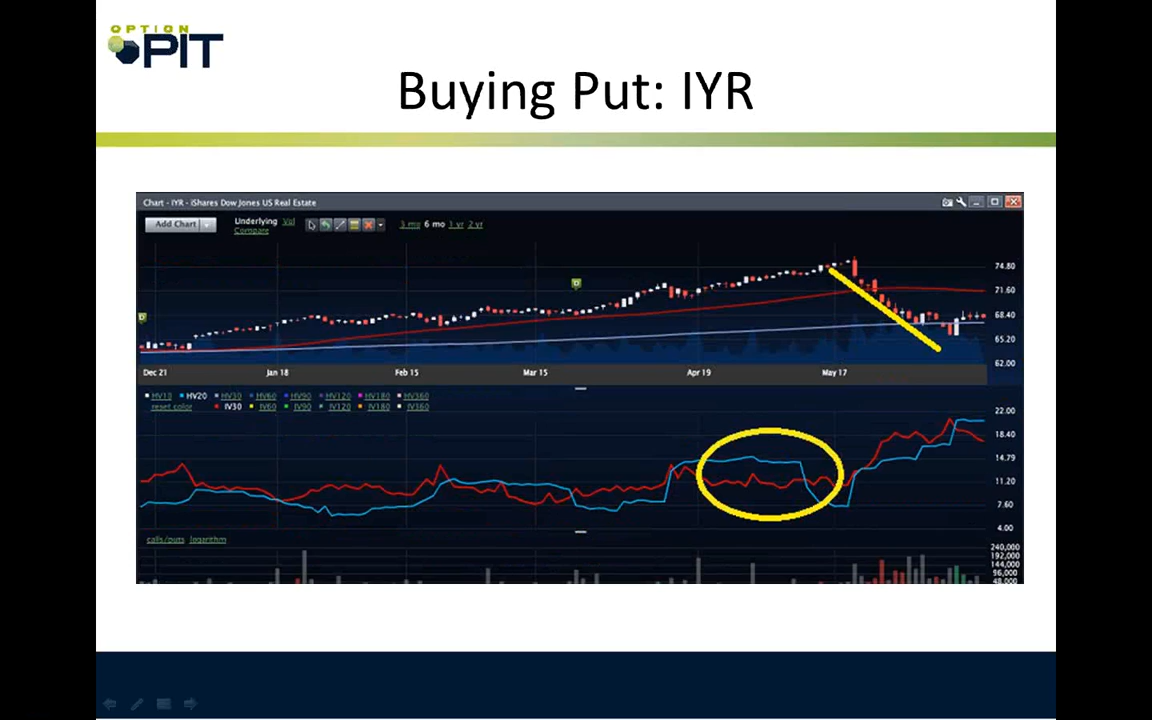 OPTION
PIT
Buying Put: IYR
Chart - IYR - iShares Dow Jones US Real Estate
Add Chart Underlying Vol 3 mo 6 mo 1 yr 2 yr
Compare
74.80
71.60
68.40
65.20
62.00
D
D
Dec 21 Jan 18 Feb 15 Mar 15 Apr 19 May 17
HV10 HV20 HV30 HV60 HV90 HV120 HV180 HV360
reset color IV30 IV60 IV90 IV120 IV180 IV360
22.00
18.40
14.79
11.20
7.60
4.00
calls/puts logarithm
240,000
192,000
144,000
96,000
48,000